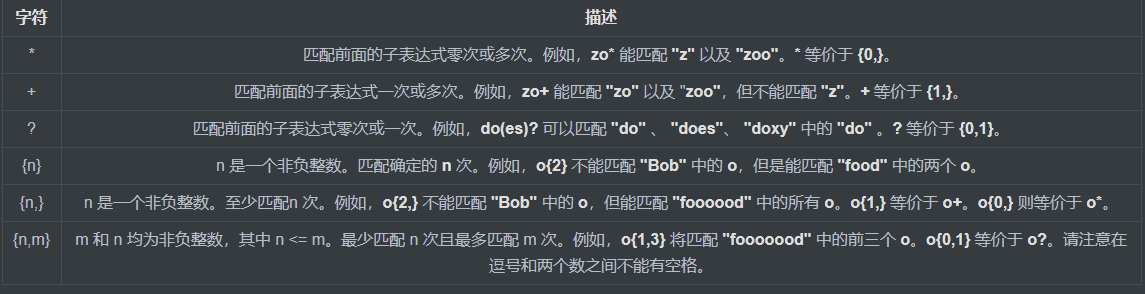 字符 描述
* 匹配前面的子表达式零次或多次。例如，zo* 能匹配 "z" 以及 "zoo"。* 等价于 {0,}。
+ 匹配前面的子表达式一次或多次。例如，zo+ 能匹配 "zo" 以及 "zoo"，但不能匹配 "z"。+ 等价于 {1,}。
? 匹配前面的子表达式零次或一次。例如，do(es)? 可以匹配 "do" 、 "does"、 "doxy" 中的 "do" 。? 等价于 {0,1}。
{n} n 是一个非负整数。匹配确定的 n 次。例如，o{2} 不能匹配 "Bob" 中的 o，但是能匹配 "food" 中的两个 o。
{n,} n 是一个非负整数。至少匹配n 次。例如，o{2,} 不能匹配 "Bob" 中的 o，但能匹配 "foooood" 中的所有 o。o{1,} 等价于 o+。o{0,} 则等价于 o*。
{n,m} m 和 n 均为非负整数，其中 n <= m。最少匹配 n 次且最多匹配 m 次。例如，o{1,3} 将匹配 "fooooood" 中的前三个 o。o{0,1} 等价于 o?。请注意在
逗号和两个数之间不能有空格。